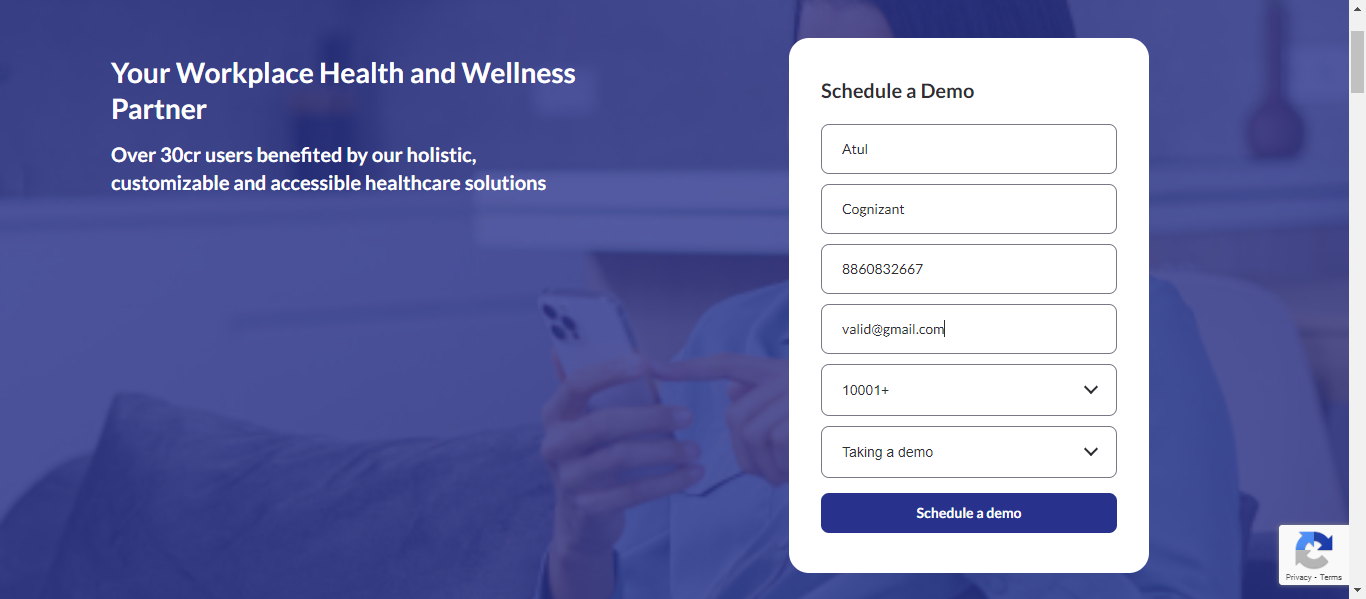 Your Workplace Health and Wellness
Partner
Over 30cr users benefited by our holistic,
customizable and accessible healthcare solutions
Schedule a Demo
Atul
Cognizant
8860832667
valid@gmail.com
10001+
Taking a demo
Schedule a demo
Privacy - Terms